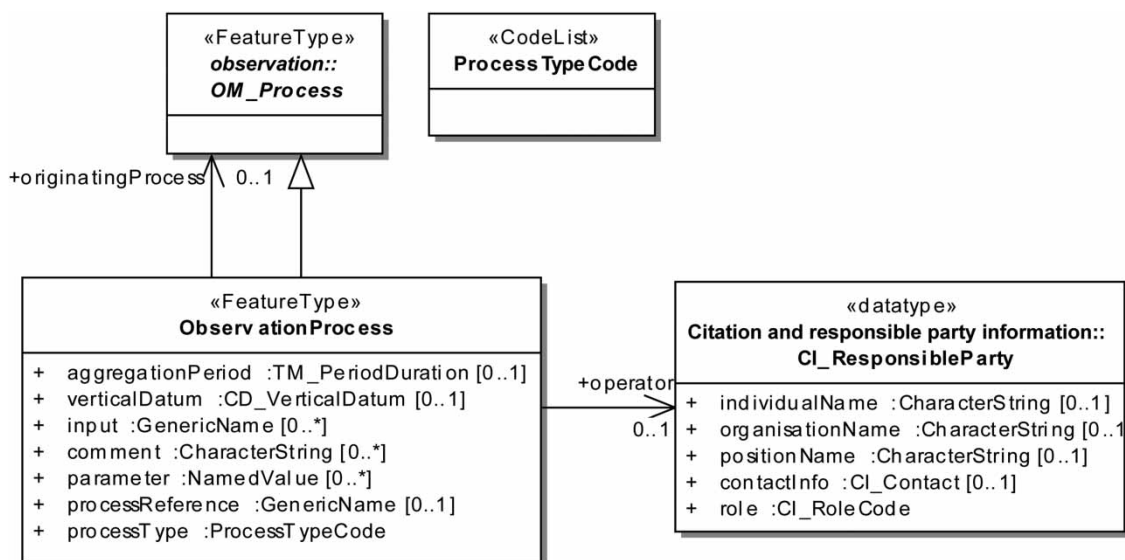 «FeatureType»
observation::
OM_Process
«CodeList»
ProcessTypeCode
+originatingProcess
0..1
«FeatureType»
ObservationProcess
+ aggregationPeriod :TM_PeriodDuration [0..1]
+ verticalDatum :CD_VerticalDatum [0..1]
+ input :GenericName [0..*]
+ comment :CharacterString [0..*]
+ parameter :NamedValue [0..*]
+ processReference :GenericName [0..1]
+ processType :ProcessTypeCode
+operator
0..1
«datatype»
Citation and responsible party information::
CI_ResponsibleParty
+ individualName :CharacterString [0..1]
+ organisationName :CharacterString [0..1
+ positionName :CharacterString [0..1]
+ contactInfo :CI_Contact [0..1]
+ role :CI_RoleCode